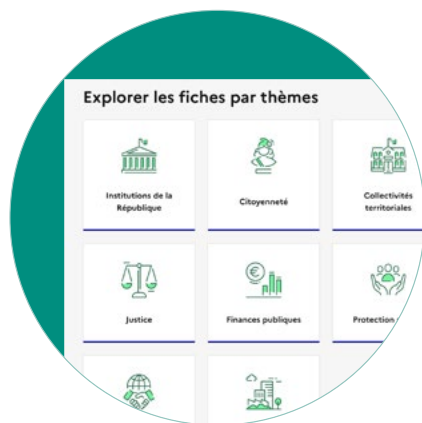 Explorer les fiches par thèmes
Institutions de la
République
Citoyenneté
Collectivités
territoriales
Justice
Finances publiques
Protection